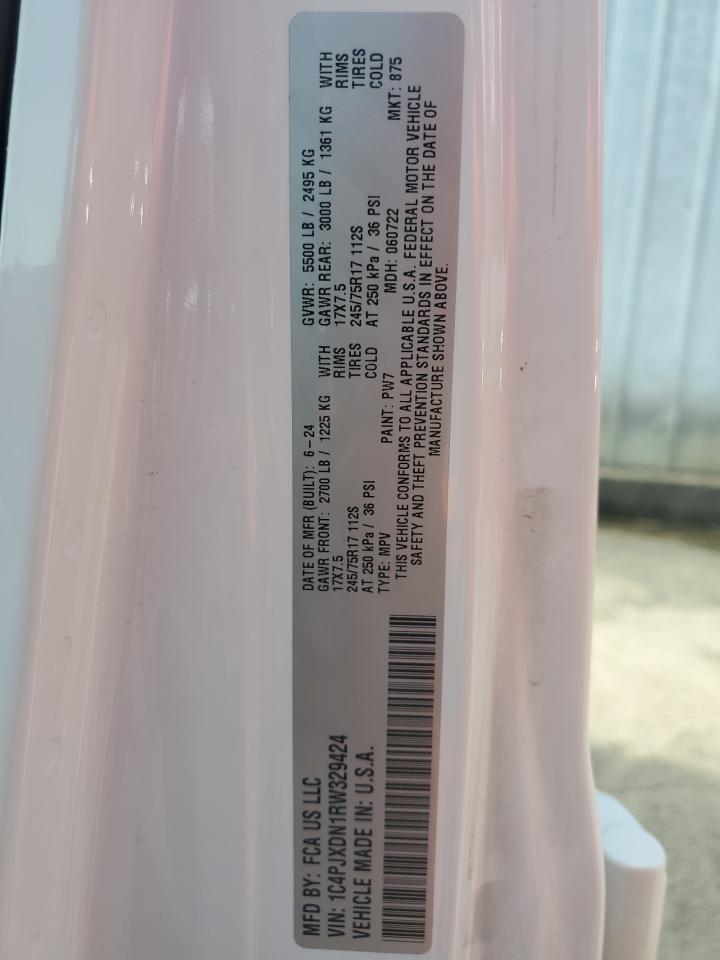 MFD BY: FCA US LLC
VIN: 1C4PJXDN1RW329424
VEHICLE MADE IN: U.S.A.
DATE OF MFR (BUILT): 6-24 GVWR: 5500 LB / 2495 KG
GAWR FRONT: 2700 LB / 1225 KG WITH GAWR REAR: 3000 LB / 1361 KG WITH
17X7.5 RIMS 17X7.5 RIMS
245/75R17 112S TIRES 245/75R17 112S TIRES
AT 250 kPa / 36 PSI COLD AT 250 kPa / 36 PSI COLD
TYPE: MPV PAINT: PW7 MDH: 060722 MKT: 875
THIS VEHICLE CONFORMS TO ALL APPLICABLE U.S.A. FEDERAL MOTOR VEHICLE
SAFETY AND THEFT PREVENTION STANDARDS IN EFFECT ON THE DATE OF
MANUFACTURE SHOWN ABOVE.